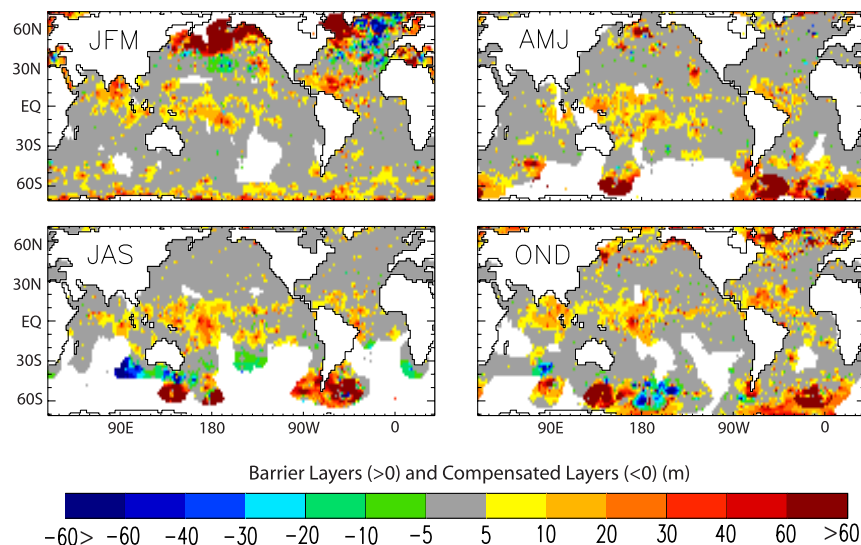 JFM
AMJ
60N
30N
EQ
30S
60S
JAS
OND
60N
30N
EQ
30S
60S
90E 180 90W 0
90E 180 90W 0
Barrier Layers (>0) and Compensated Layers (<0) (m)
-60> -60 -40 -30 -20 -10 -5 5 10 20 30 40 60 >60